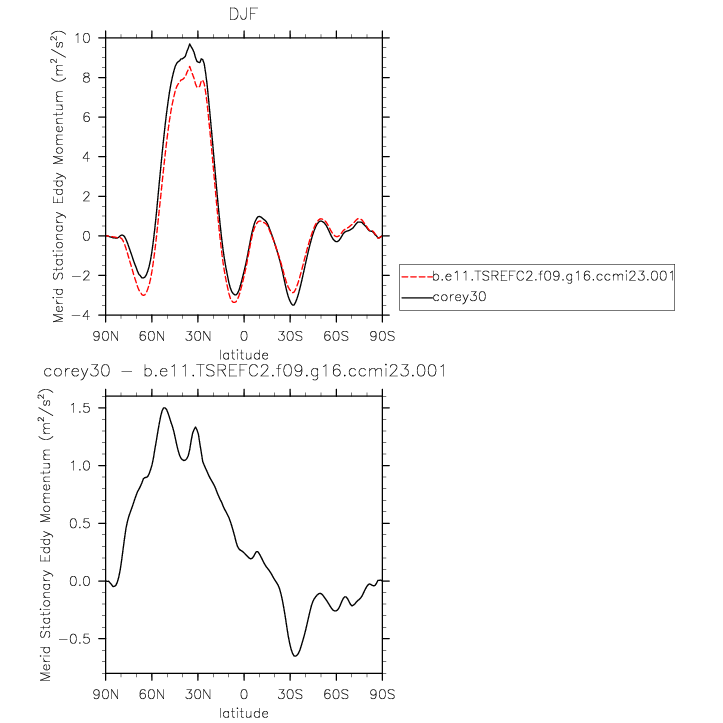 DJF
Merid Stationary Eddy Momentum (m²/s²)
10
8
6
4
2
0
−2
−4
90N 60N 30N 0 30S 60S 90S
latitude
b.e11.TSREFC2.f09.g16.ccmi23.001
corey30
corey30 − b.e11.TSREFC2.f09.g16.ccmi23.001
Merid Stationary Eddy Momentum (m²/s²)
1.5
1.0
0.5
0.0
−0.5
90N 60N 30N 0 30S 60S 90S
latitude